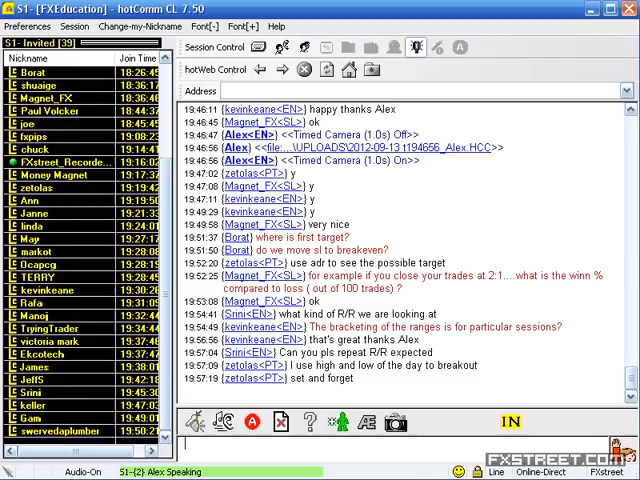 S1- [FXEducation] - hotComm CL 7.50
Preferences Session Change-my-Nickname Font[-] Font[+] Help
S1- Invited [39]
Nickname Join Time
Borat 18:26:45
shuaige 18:36:17
Magnet_FX 18:36:46
Paul Volcker 18:44:37
joe 18:45:
fxpips 19:08:23
chuck 19:14:41
FXstreet_Recorde... 19:16:02
Money Magnet 19:17:
zetolas 19:19:42
Ann 19:19:50
Janne 19:21:33
linda 19:24:01
May 19:27:
markot 19:28:08
Ocapcg 19:28:
TERRY 19:28:
kevinkeane 19:30:20
Rafa 19:31:05
Manoj 19:31:
TryingTrader 19:34:
victoria mark 19:37:
Ekcotech 19:37:
James 19:38:01
JeffS 19:42:18
Srini 19:42:
keller 19:47:03
Gam 19:49:01
swervedaplumber 19:50:21
Session Control
hotWeb Control
Address
19:46:11 {kevinkeane<EN>} happy thanks Alex
19:46:45 {Magnet_FX<SL>} ok
19:46:47 {Alex<EN>} <<Timed Camera (1.0s) Off>>
19:46:56 {Alex} <<file:...\UPLOADS\2012-09-13 t194656_Alex.HCC>>
19:46:56 {Alex<EN>} <<Timed Camera (1.0s) On>>
19:47:02 {zetolas<PT>} y
19:47:08 {Magnet_FX<SL>} y
19:47:11 {kevinkeane<EN>} y
19:49:29 {kevinkeane<EN>} y
19:49:58 {Magnet_FX<SL>} very nice
19:51:37 {Borat} where is first target?
19:51:50 {Borat} do we move sl to breakeven?
19:52:20 {zetolas<PT>} use adr to see the possible target
19:52:25 {Magnet_FX<SL>} for example if you close your trades at 2:1....what is the winn %
compared to loss ( out of 100 trades) ?
19:53:08 {Magnet_FX<SL>} ok
19:54:41 {Srini<EN>} what kind of R/R we are looking at
19:54:49 {kevinkeane<EN>} The bracketing of the ranges is for particular sessions?
19:56:56 {kevinkeane<EN>} that's great thanks Alex
19:57:04 {Srini<EN>} Can you pls repeat R/R expected
19:57:09 {zetolas<PT>} I use high and low of the day to breakout
19:57:19 {zetolas<PT>} set and forget
IN
Audio-On S1-{2} Alex Speaking Line Online-Direct FXstreet
FXSTREET.COM